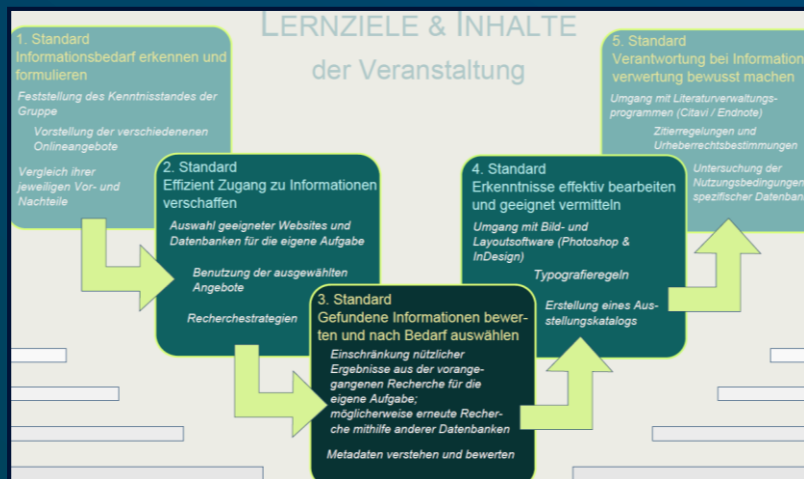 LERNZIELE & INHALTE
der Veranstaltung
1. Standard
Informationsbedarf erkennen und
formulieren
Feststellung des Kenntnisstandes der
Gruppe
Vorstellung der verschiedenenen
Onlineangebote
Vergleich ihrer
jeweiligen Vor- und
Nachteile
2. Standard
Effizient Zugang zu Informationen
verschaffen
Auswahl geeigneter Websites und
Datenbanken für die eigene Aufgabe
Benutzung der ausgewählten
Angebote
Recherchestrategien
3. Standard
Gefundene Informationen bewer-
ten und nach Bedarf auswählen
Einschränkung nützlicher
Ergebnisse aus der vorange-
gangenen Recherche für die
eigene Aufgabe;
möglicherweise erneute Recher-
che mithilfe anderer Datenbanken
Metadaten verstehen und bewerten
4. Standard
Erkenntnisse effektiv bearbeiten
und geeignet vermitteln
Umgang mit Bild- und
Layoutsoftware (Photoshop &
InDesign)
Typografieregeln
Erstellung eines Aus-
stellungskatalogs
5. Standard
Verantwortung bei Information
verwertung bewusst machen
Umgang mit Literaturverwaltungs-
programmen (Citavi / Endnote)
Zitierregelungen und
Urheberrechtsbestimmungen
Untersuchung der
Nutzungsbedingungen
spezifischer Datenban